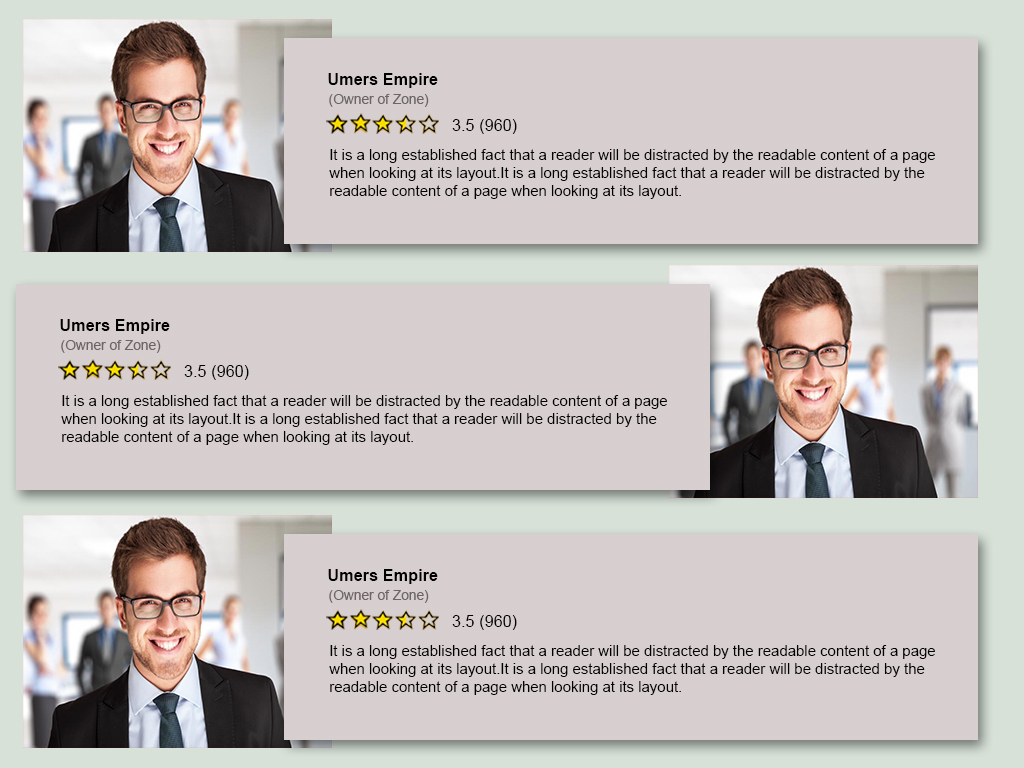 Umers Empire
(Owner of Zone)
3.5 (960)
It is a long established fact that a reader will be distracted by the readable content of a page
when looking at its layout.It is a long established fact that a reader will be distracted by the
readable content of a page when looking at its layout.
Umers Empire
(Owner of Zone)
3.5 (960)
It is a long established fact that a reader will be distracted by the readable content of a page
when looking at its layout.It is a long established fact that a reader will be distracted by the
readable content of a page when looking at its layout.
Umers Empire
(Owner of Zone)
3.5 (960)
It is a long established fact that a reader will be distracted by the readable content of a page
when looking at its layout.It is a long established fact that a reader will be distracted by the
readable content of a page when looking at its layout.